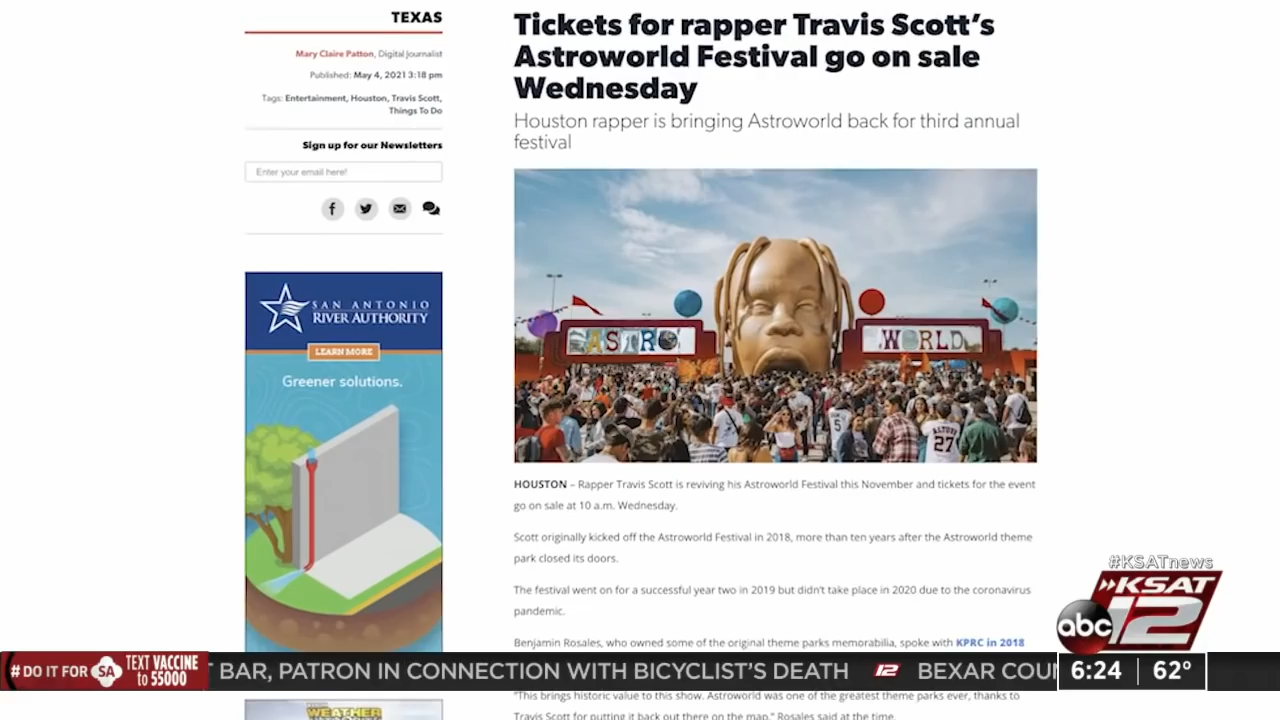 TEXAS
Mary Claire Patton, Digital Journalist
Published: May 4, 2021 3:18 pm
Tags: Entertainment, Houston, Travis Scott,
Things To Do
Sign up for our Newsletters
Enter your email here!
SAN ANTONIO
RIVER AUTHORITY
LEARN MORE
Greener solutions.
Tickets for rapper Travis Scott's
Astroworld Festival go on sale
Wednesday
Houston rapper is bringing Astroworld back for third annual
festival
ASTRO
WORLD
5
ALTUVE
27
HOUSTON – Rapper Travis Scott is reviving his Astroworld Festival this November and tickets for the event
go on sale at 10 a.m. Wednesday.
Scott originally kicked off the Astroworld Festival in 2018, more than ten years after the Astroworld theme
park closed its doors.
The festival went on for a successful year two in 2019 but didn't take place in 2020 due to the coronavirus
pandemic.
Benjamin Rosales, who owned some of the original theme parks memorabilia, spoke with KPRC in 2018
#KSATnews
KSAT
abc 12
#DO IT FOR SA TEXT VACCINE
to 55000
T BAR, PATRON IN CONNECTION WITH BICYCLIST'S DEATH 12 BEXAR COUN
6:24 62°
"This brings historic value to this show. Astroworld was one of the greatest theme parks ever, thanks to
Travis Scott for putting it back out there on the map," Rosales said at the time.
WEATHER